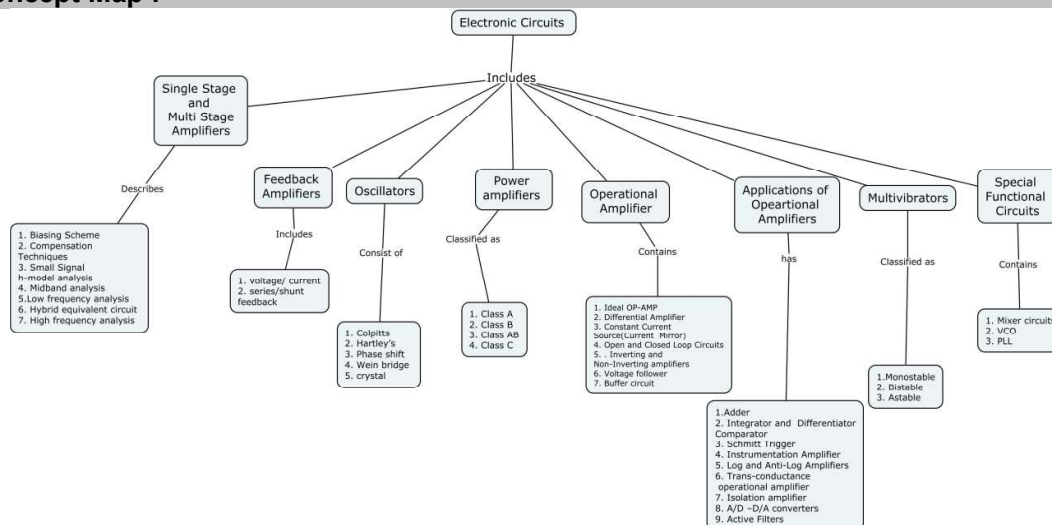 Electronic Circuits
Includes
Single Stage
and
Multi Stage
Amplifiers
Describes
1. Biasing Scheme
2. Compensation
Techniques
3. Small Signal
h-model analysis
4. Midband analysis
5.Low frequency analysis
6. Hybrid equivalent circuit
7. High frequency analysis
Feedback
Amplifiers
Includes
1. voltage/ current
2. series/shunt
feedback
Oscillators
Consist of
1. Colpitts
2. Hartley's
3. Phase shift
4. Wein bridge
5. crystal
Power
amplifiers
Classified as
1. Class A
2. Class B
3. Class AB
4. Class C
Operational
Amplifier
Contains
1. Ideal OP-AMP
2. Differential Amplifier
3. Constant Current
Source(Current Mirror)
4. Open and Closed Loop Circuits
5. . Inverting and
Non-Inverting amplifiers
6. Voltage follower
7. Buffer circuit
Applications of
Opeartional
Amplifiers
has
1.Adder
2. Integrator and Differentiator
Comparator
3. Schmitt Trigger
4. Instrumentation Amplifier
5. Log and Anti-Log Amplifiers
6. Trans-conductance
operational amplifier
7. Isolation amplifier
8. A/D –D/A converters
9. Active Filters
Multivibrators
Classified as
1.Monostable
2. Bistable
3. Astable
Special
Functional
Circuits
Contains
1. Mixer circuits
2. VCO
3. PLL